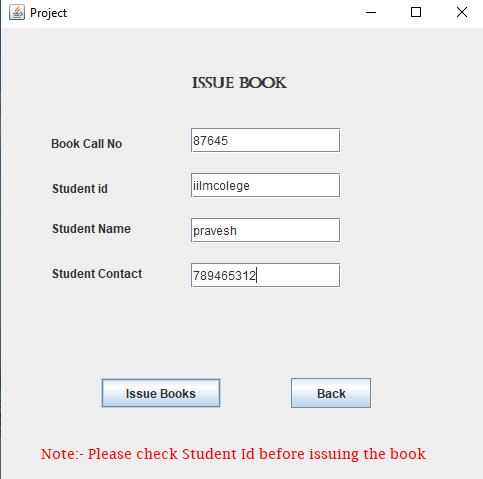 Project
ISSUE BOOK
Book Call No 87645
Student id iilmcolege
Student Name pravesh
Student Contact 789465312
Issue Books Back
Note:- Please check Student Id before issuing the book